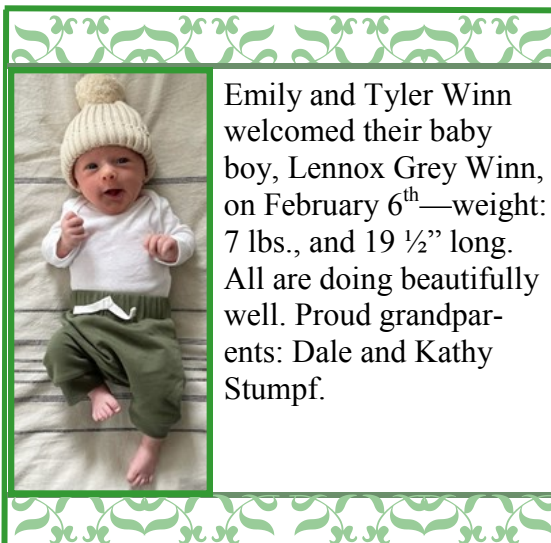 Emily and Tyler Winn
welcomed their baby
boy, Lennox Grey Winn,
on February 6th—weight:
7 lbs., and 19 ½” long.
All are doing beautifully
well. Proud grandpar-
ents: Dale and Kathy
Stumpf.